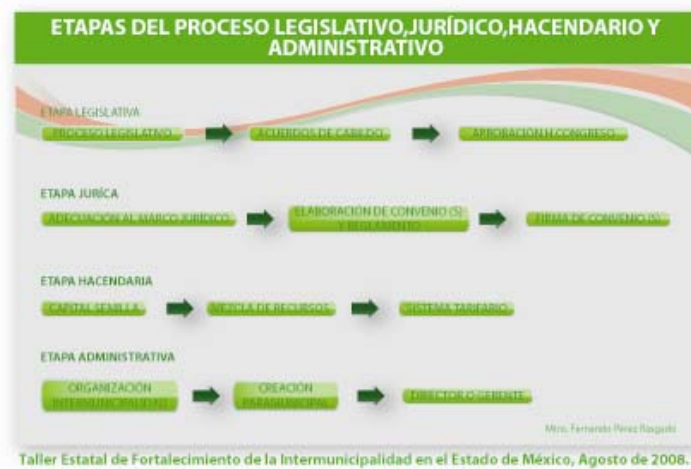 ETAPAS DEL PROCESO LEGISLATIVO,JURÍDICO,HACENDARIO Y
ADMINISTRATIVO
ETAPA LEGISLATIVA
PROCESO LEGISLATIVO
ACUERDOS DE CABILDO
APROBACIÓN H CONGRESO
ETAPA JURÍCA
ADECUACIÓN AL MARCO JURÍDICO
ELABORACIÓN DE CONVENIO (S)
Y REGLAMENTO
FIRMA DE CONVENIO (S)
ETAPA HACENDARIA
CAPITAL SEMILLA
MEZCLA DE RECURSOS
SISTEMA TARIFARIO
ETAPA ADMINISTRATIVA
ORGANIZACIÓN
INTERMUNICIPALIDAD
CREACIÓN
PARAMUNICIPAL
DIRECTOR O GERENTE
Mtro. Fernando Pérez Rasgado
Taller Estatal de Fortalecimiento de la Intermunicipalidad en el Estado de México, Agosto de 2008.